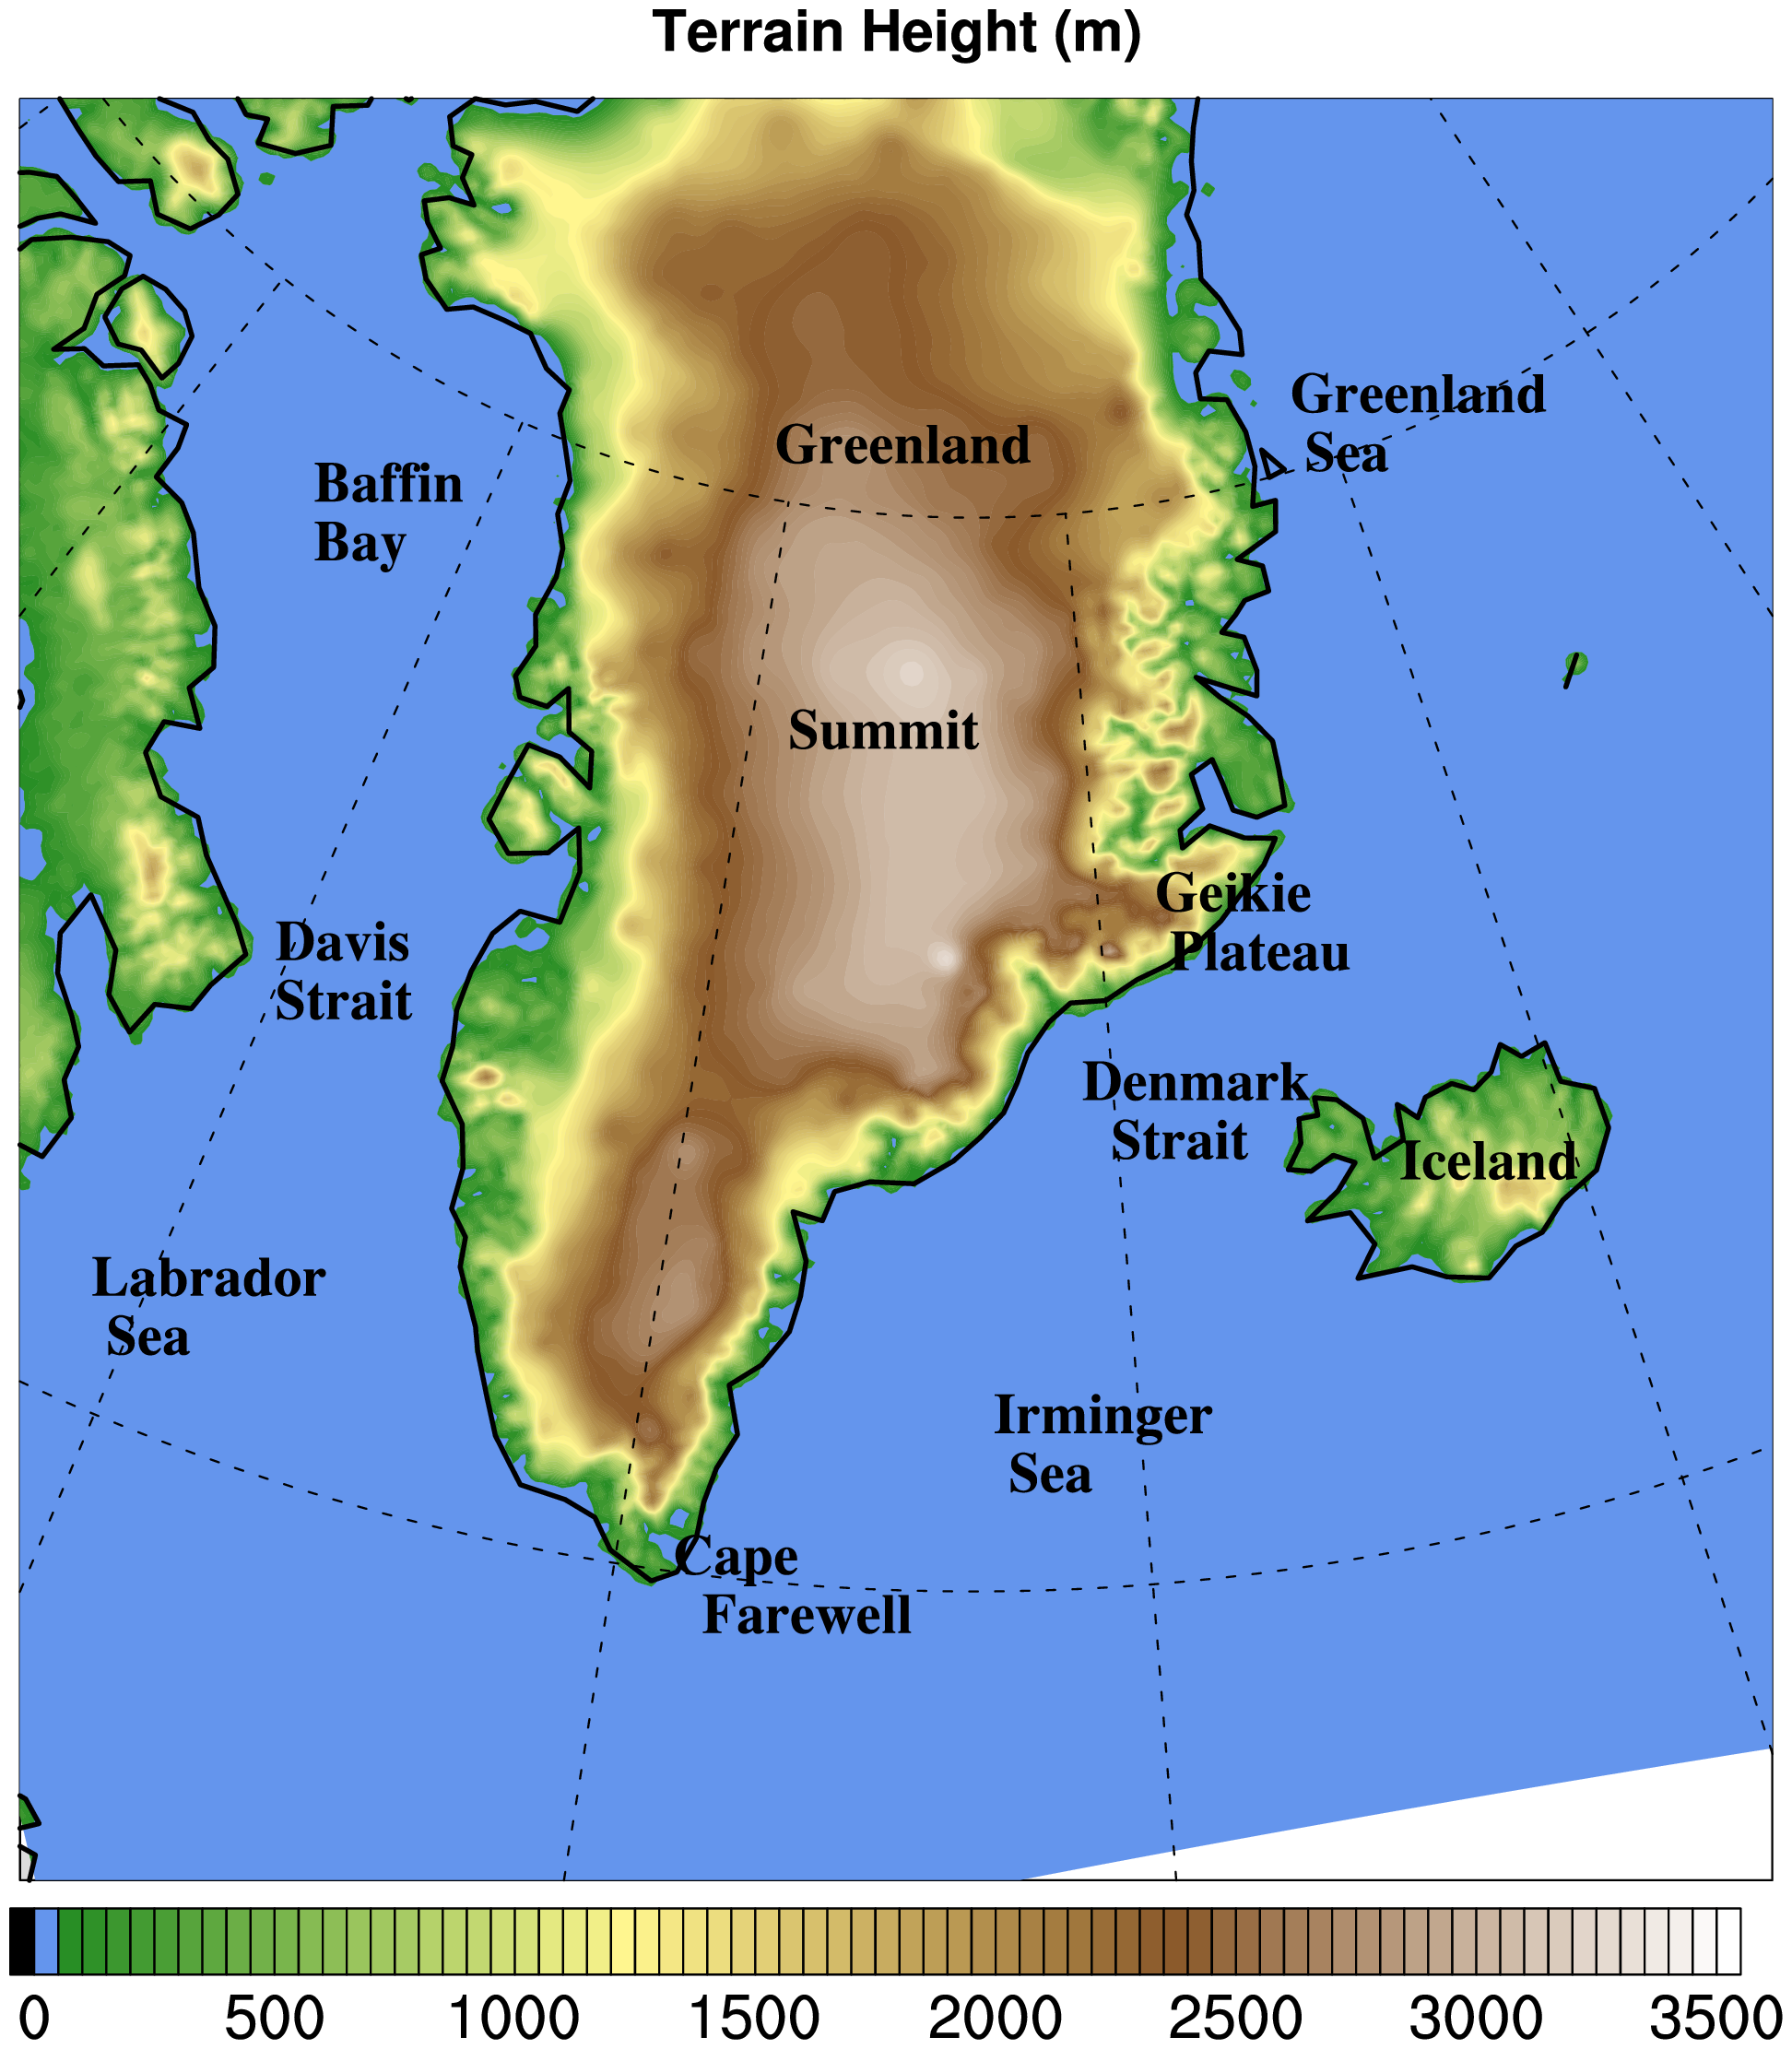 Terrain Height (m)
Greenland
Sea
Greenland
Baffin
Bay
Summit
Geikie
Plateau
Davis
Strait
Denmark
Strait
Iceland
Labrador
Sea
Irminger
Sea
Cape
Farewell
0 500 1000 1500 2000 2500 3000 3500